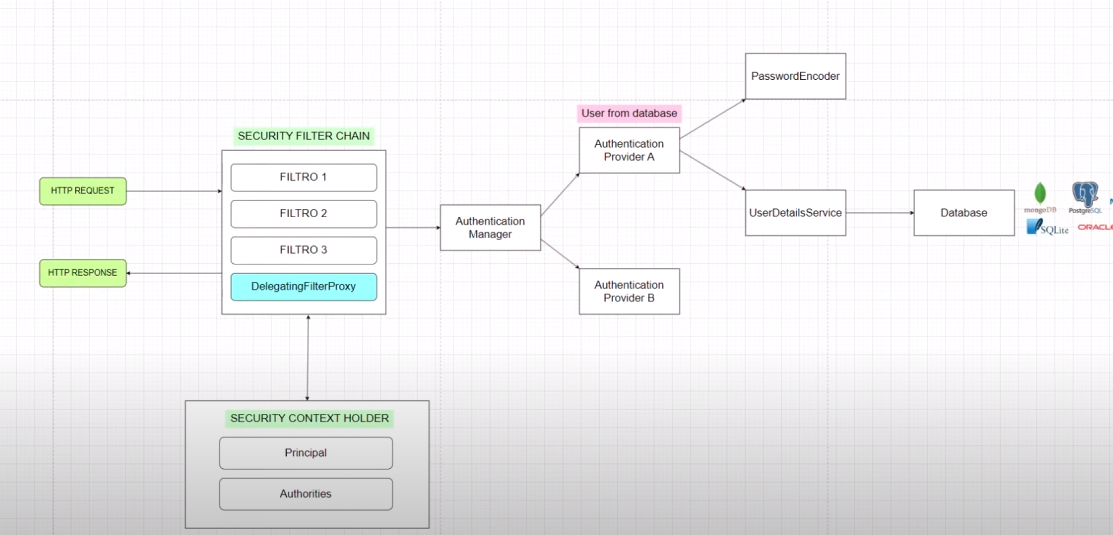 HTTP REQUEST
HTTP RESPONSE
SECURITY FILTER CHAIN
FILTRO 1
FILTRO 2
FILTRO 3
DelegatingFilterProxy
SECURITY CONTEXT HOLDER
Principal
Authorities
Authentication
Manager
User from database
Authentication
Provider A
Authentication
Provider B
PasswordEncoder
UserDetailsService
Database
mongoDB
PostgreSQL
SQLite
ORACLE